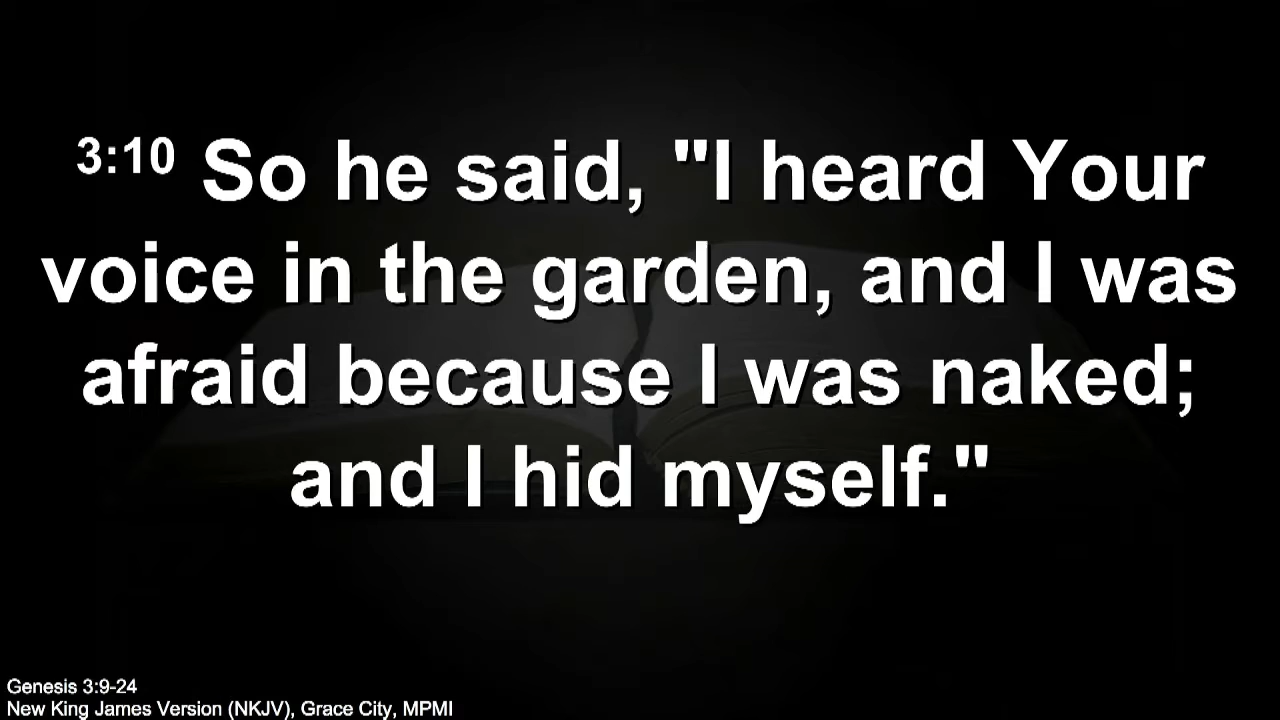 3:10 So he said, "I heard Your
voice in the garden, and I was
afraid because I was naked;
and I hid myself."
Genesis 3:9-24
New King James Version (NKJV), Grace City, MPMI